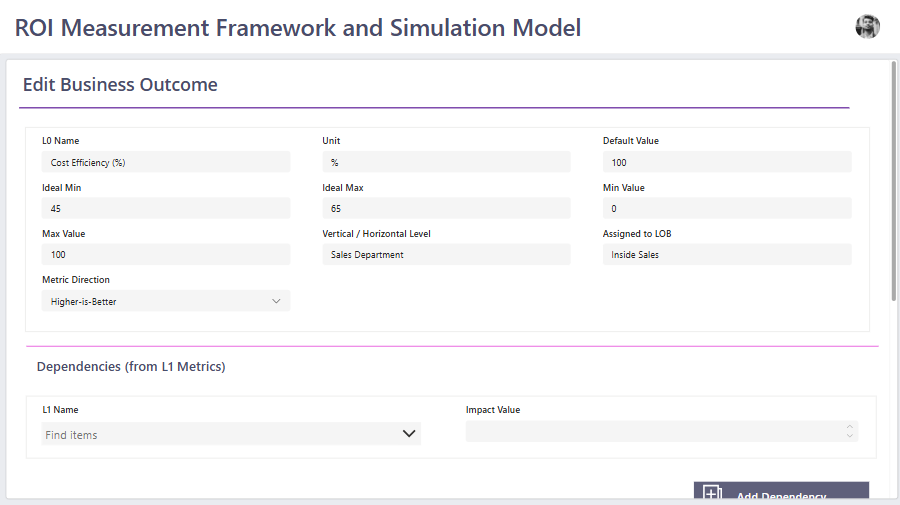 ROI Measurement Framework and Simulation Model
Edit Business Outcome
L0 Name
Unit
Default Value
Cost Efficiency (%)
%
100
Ideal Min
Ideal Max
Min Value
45
65
0
Max Value
Vertical / Horizontal Level
Assigned to LOB
100
Sales Department
Inside Sales
Metric Direction
Higher-is-Better
Dependencies (from L1 Metrics)
L1 Name
Impact Value
Find items
Add Dependency